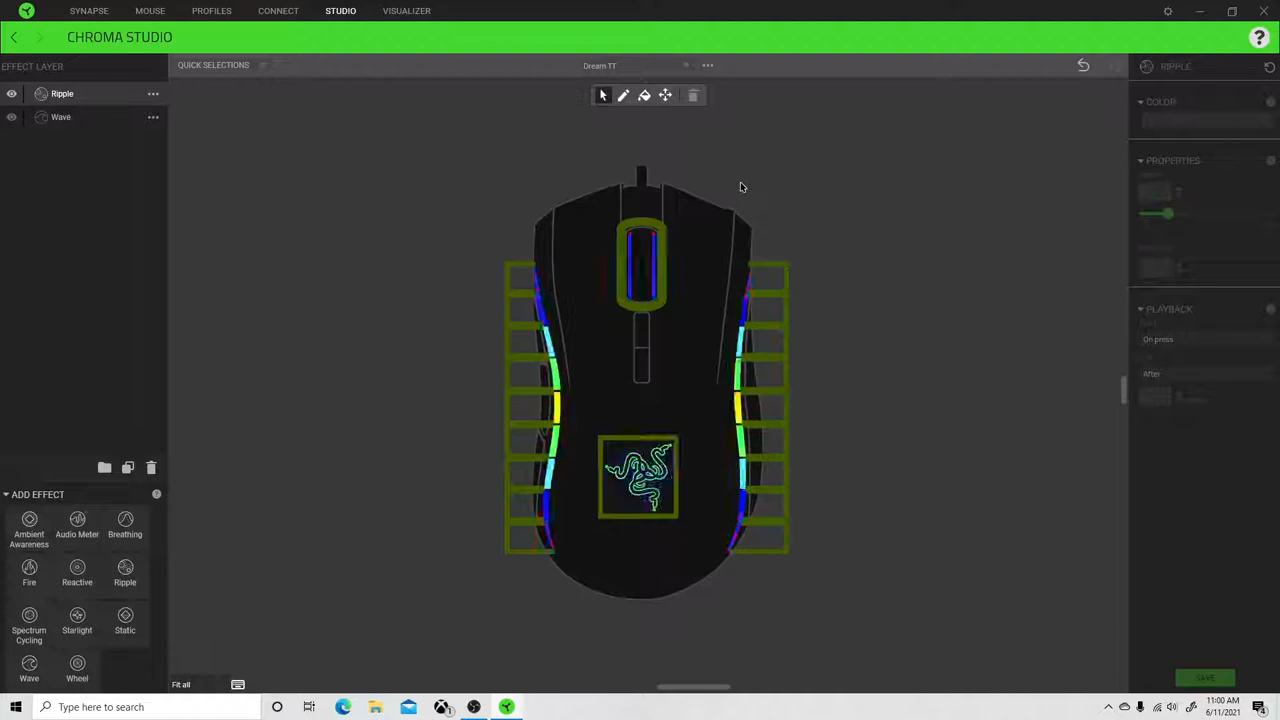 SYNAPSE MOUSE PROFILES CONNECT STUDIO VISUALIZER
CHROMA STUDIO
?
EFFECT LAYER
QUICK SELECTIONS
Dream TT
RIPPLE
Ripple
Wave
COLOR
PROPERTIES
PLAYBACK
On press
After
ADD EFFECT
?
Ambient Awareness
Audio Meter
Breathing
Fire
Reactive
Ripple
Spectrum Cycling
Starlight
Static
Wave
Wheel
Fit all
SAVE
Type here to search
11:00 AM
6/11/2021
4